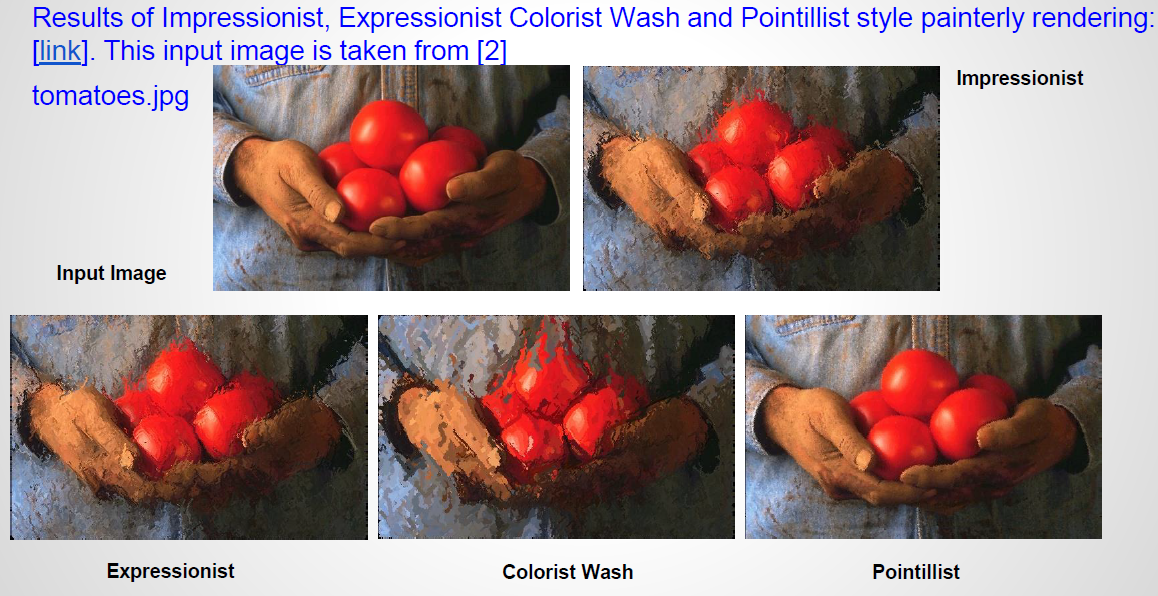 Results of Impressionist, Expressionist Colorist Wash and Pointillist style painterly rendering:
[link]. This input image is taken from [2]
tomatoes.jpg
Impressionist
Input Image
Expressionist
Colorist Wash
Pointillist